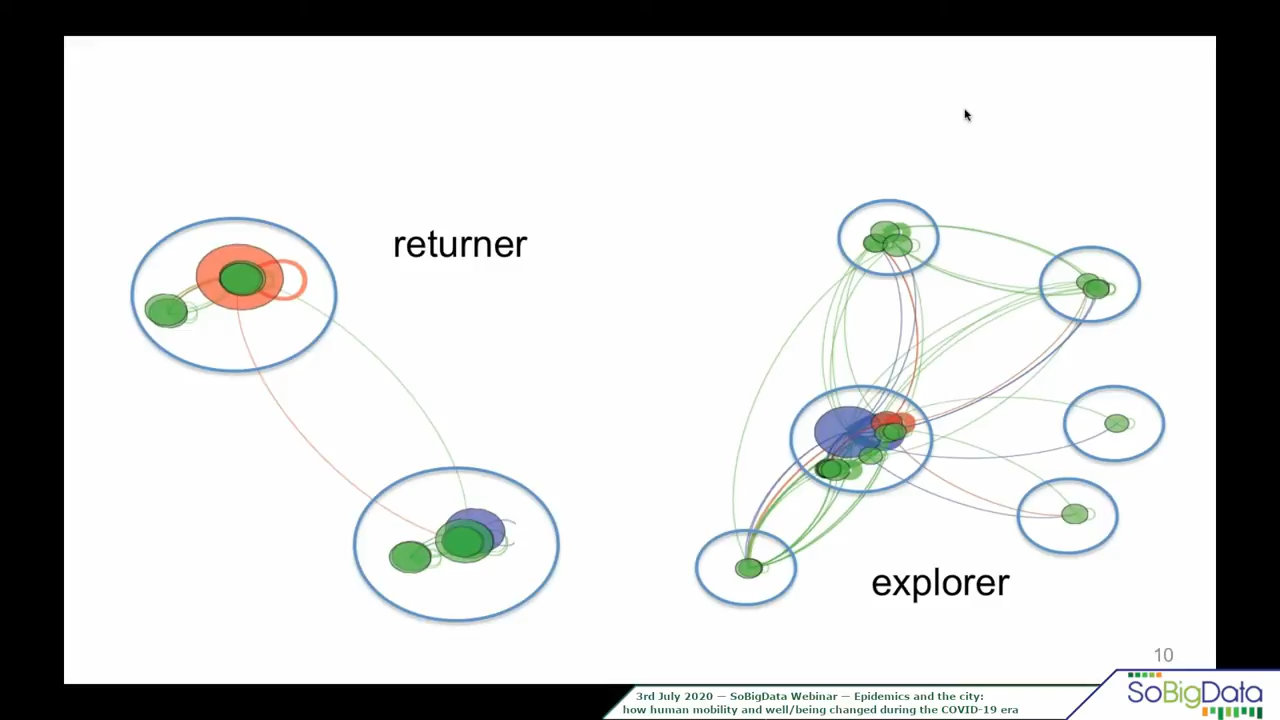 returner
explorer
10
3rd July 2020 — SoBigData Webinar — Epidemics and the city:
how human mobility and well/being changed during the COVID-19 era
SoBigData